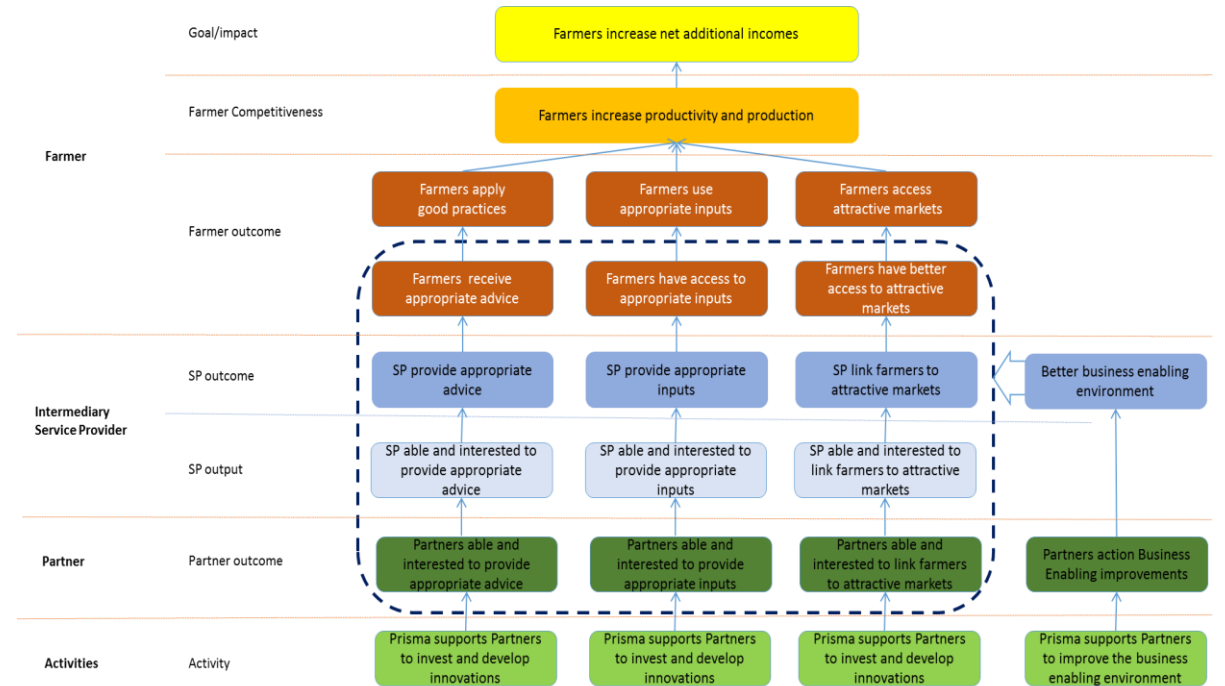 Goal/impact
Farmers increase net additional incomes
Farmer Competitiveness
Farmers increase productivity and production
Farmer
Farmer outcome
Farmers apply
good practices
Farmers use
appropriate inputs
Farmers access
attractive markets
Farmers receive
appropriate advice
Farmers have access to
appropriate inputs
Farmers have better
access to attractive
markets
Intermediary
Service Provider
SP outcome
SP provide appropriate
advice
SP provide appropriate
inputs
SP link farmers to
attractive markets
Better business enabling
environment
SP output
SP able and interested to
provide appropriate
advice
SP able and interested to
provide appropriate
inputs
SP able and interested to
link farmers to attractive
markets
Partner
Partner outcome
Partners able and
interested to provide
appropriate advice
Partners able and
interested to provide
appropriate inputs
Partners able and
interested to link farmers
to attractive markets
Partners action Business
Enabling improvements
Activities
Activity
Prisma supports Partners
to invest and develop
innovations
Prisma supports Partners
to invest and develop
innovations
Prisma supports Partners
to invest and develop
innovations
Prisma supports Partners
to improve the business
enabling environment